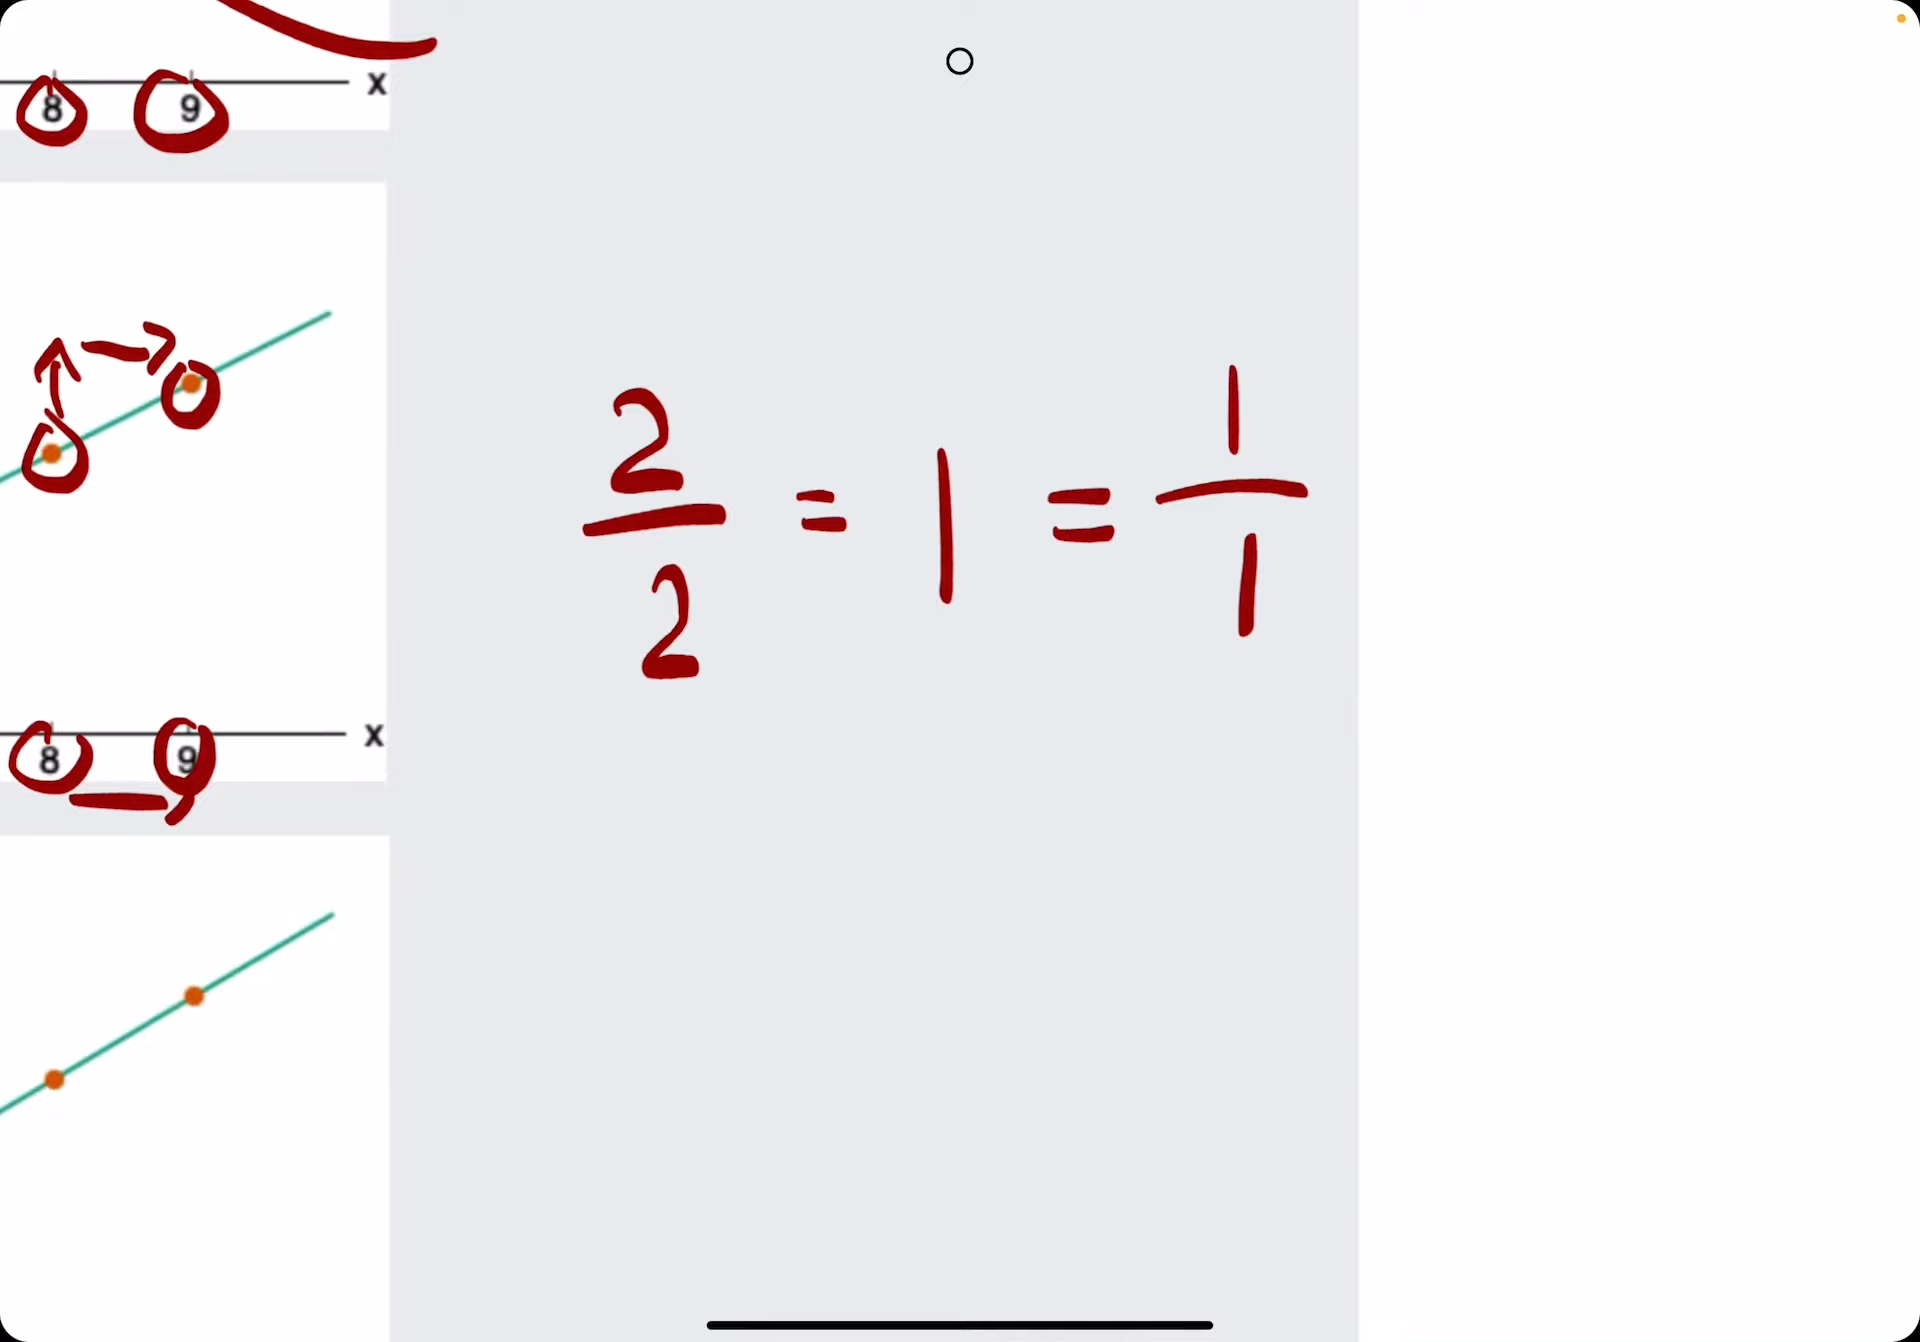 8 9 x
2/2 = 1 = 1/1
8 9 x